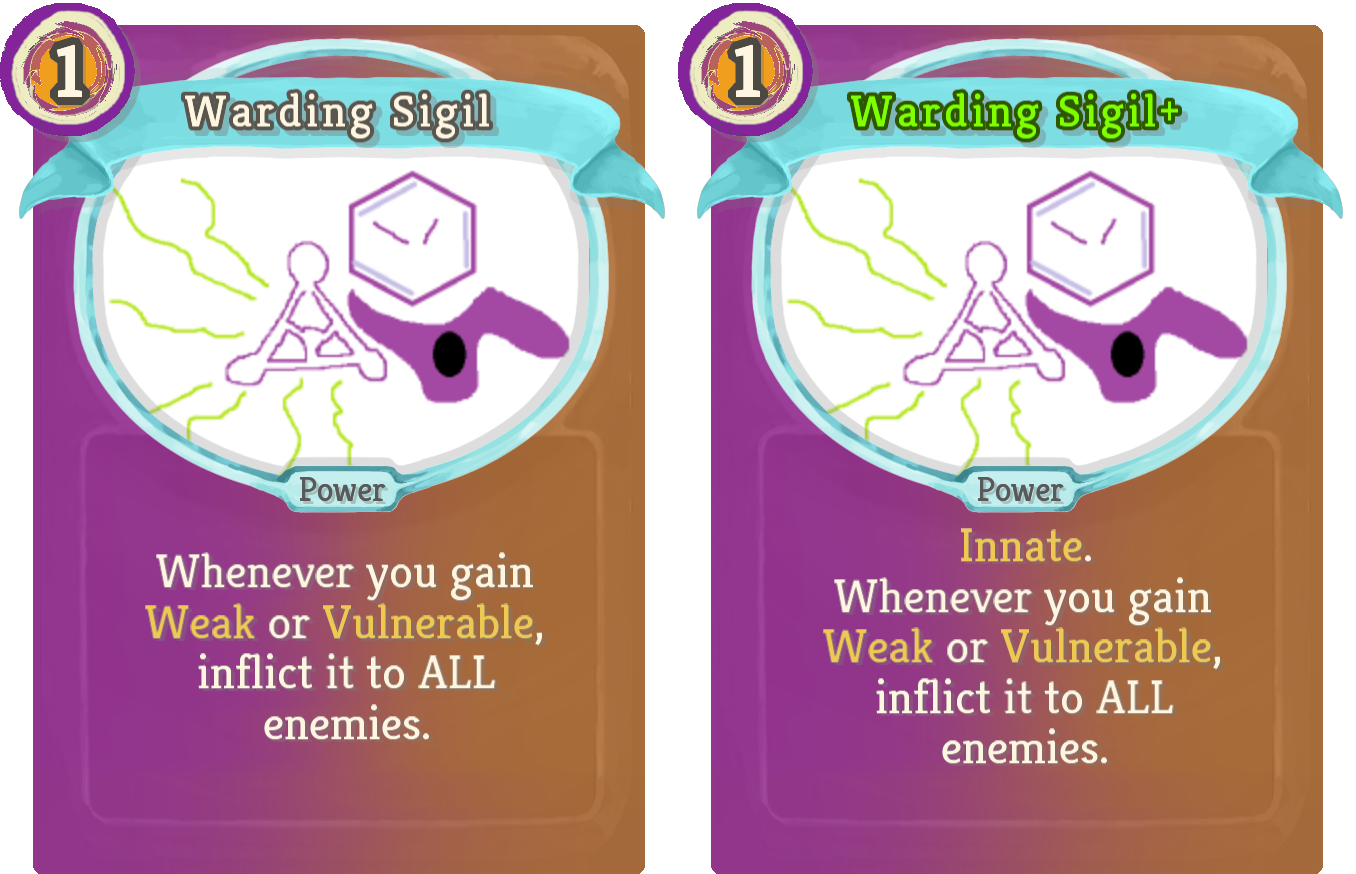 1
Warding Sigil
Power
Whenever you gain
Weak or Vulnerable,
inflict it to ALL
enemies.
1
Warding Sigil+
Power
Innate.
Whenever you gain
Weak or Vulnerable,
inflict it to ALL
enemies.